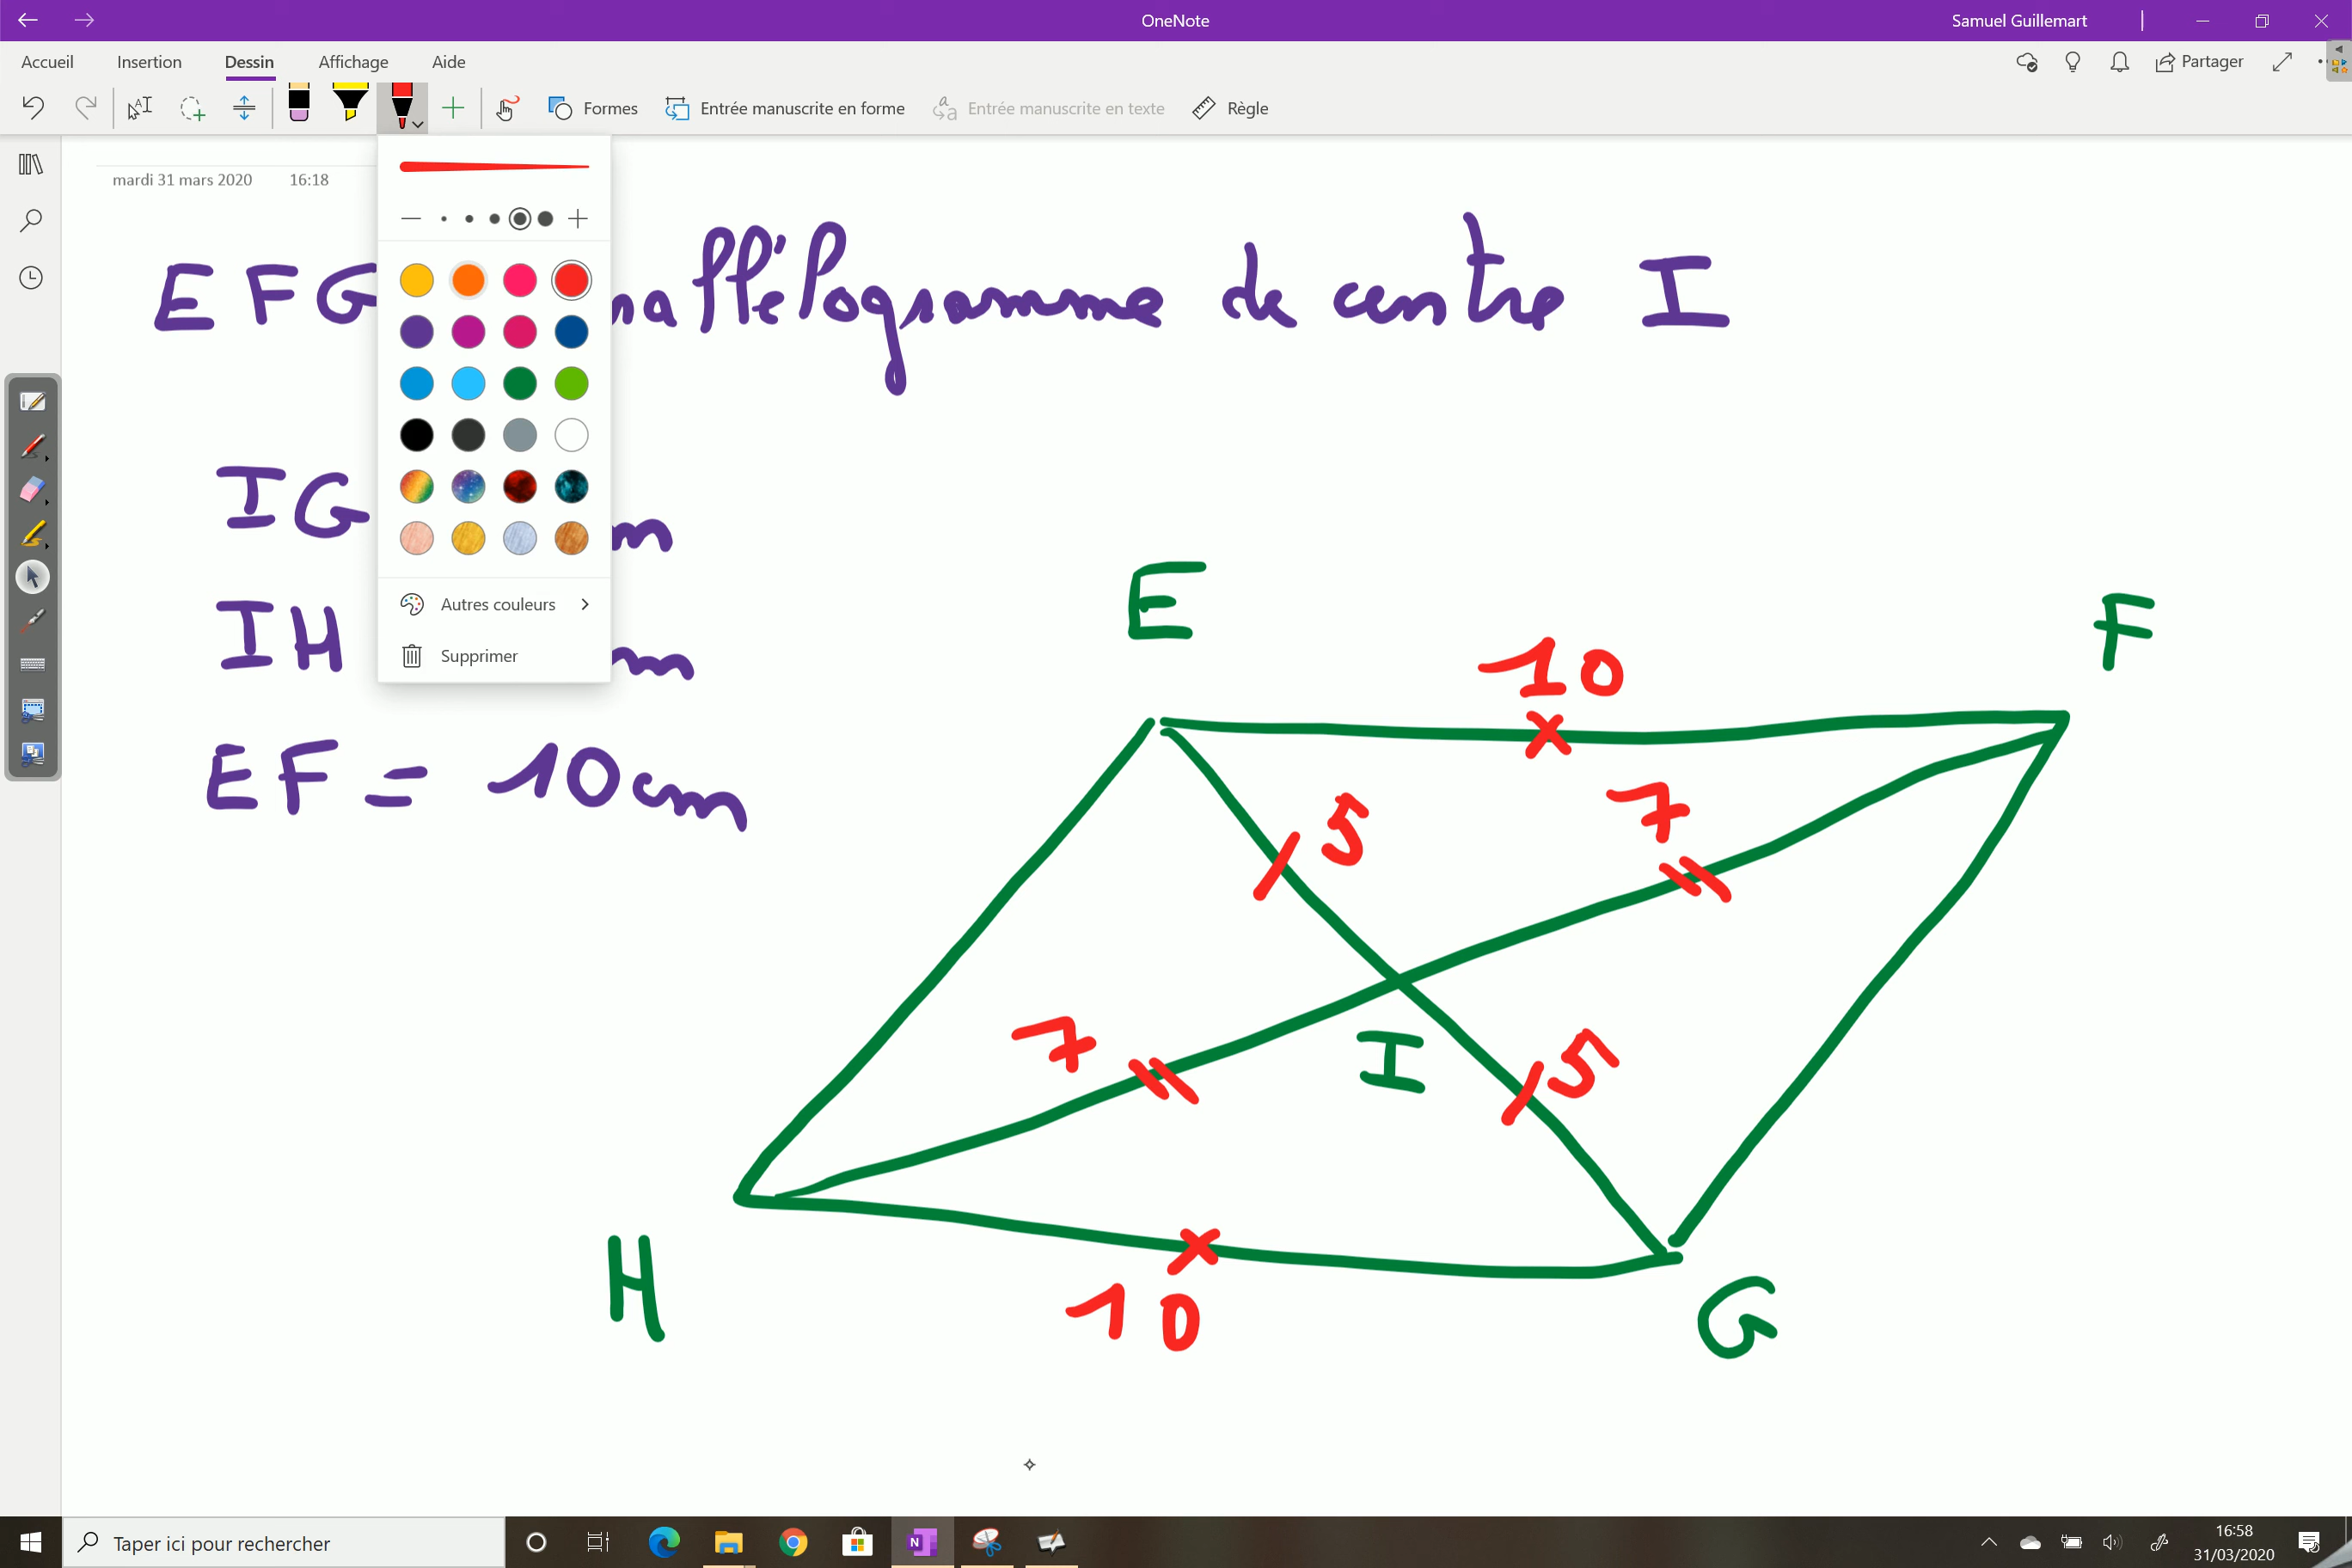 OneNote
Samuel Guillemart
Accueil Insertion Dessin Affichage Aide
Partager
Formes Entrée manuscrite en forme Entrée manuscrite en texte Règle
mardi 31 mars 2020 16:18
EFG de centre I
IG m
IH m
EF = 10cm
Autres couleurs
Supprimer
E
F
10
7
5
7
I
5
H
10
G
Taper ici pour rechercher
16:58
31/03/2020